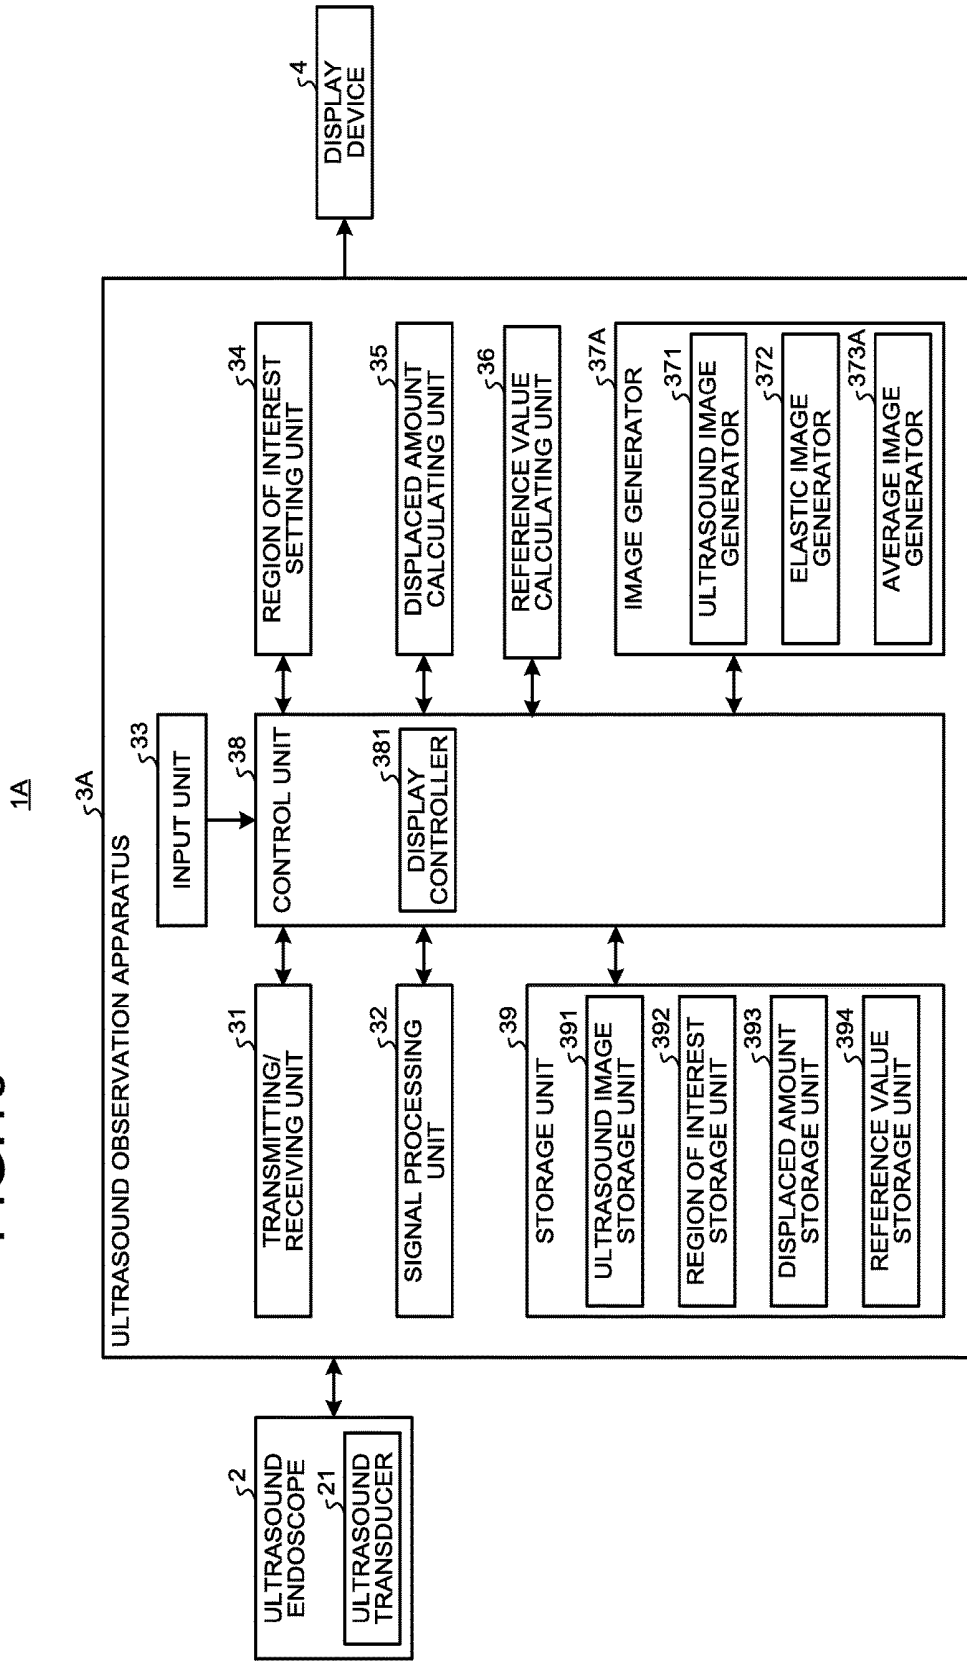 1A
3A
ULTRASOUND OBSERVATION APPARATUS
2
ULTRASOUND
ENDOSCOPE
21
ULTRASOUND
TRANSDUCER
31
TRANSMITTING/
RECEIVING UNIT
32
SIGNAL PROCESSING
UNIT
39
STORAGE UNIT
391
ULTRASOUND IMAGE
STORAGE UNIT
392
REGION OF INTEREST
STORAGE UNIT
393
DISPLACED AMOUNT
STORAGE UNIT
394
REFERENCE VALUE
STORAGE UNIT
33
INPUT UNIT
38
CONTROL UNIT
381
DISPLAY
CONTROLLER
34
REGION OF INTEREST
SETTING UNIT
35
DISPLACED AMOUNT
CALCULATING UNIT
36
REFERENCE VALUE
CALCULATING UNIT
37A
IMAGE GENERATOR
371
ULTRASOUND IMAGE
GENERATOR
372
ELASTIC IMAGE
GENERATOR
373A
AVERAGE IMAGE
GENERATOR
4
DISPLAY
DEVICE